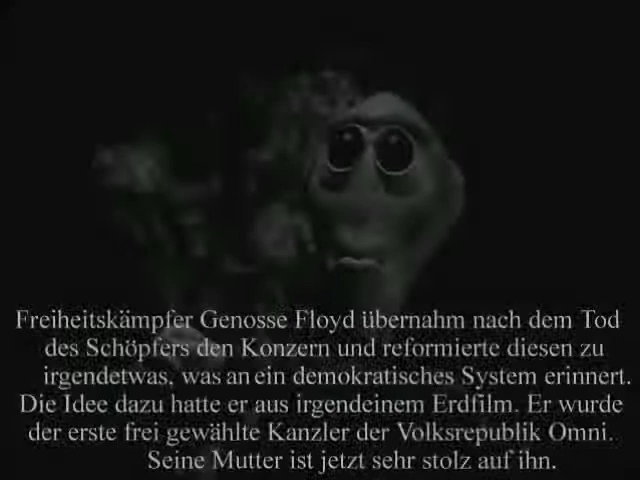 Freiheitskämpfer Genosse Floyd übernahm nach dem Tod
des Schöpfers den Konzern und reformierte diesen zu
irgendetwas, was an ein demokratisches System erinnert.
Die Idee dazu hatte er aus irgendeinem Erdfilm. Er wurde
der erste frei gewählte Kanzler der Volksrepublik Omni.
Seine Mutter ist jetzt sehr stolz auf ihn.